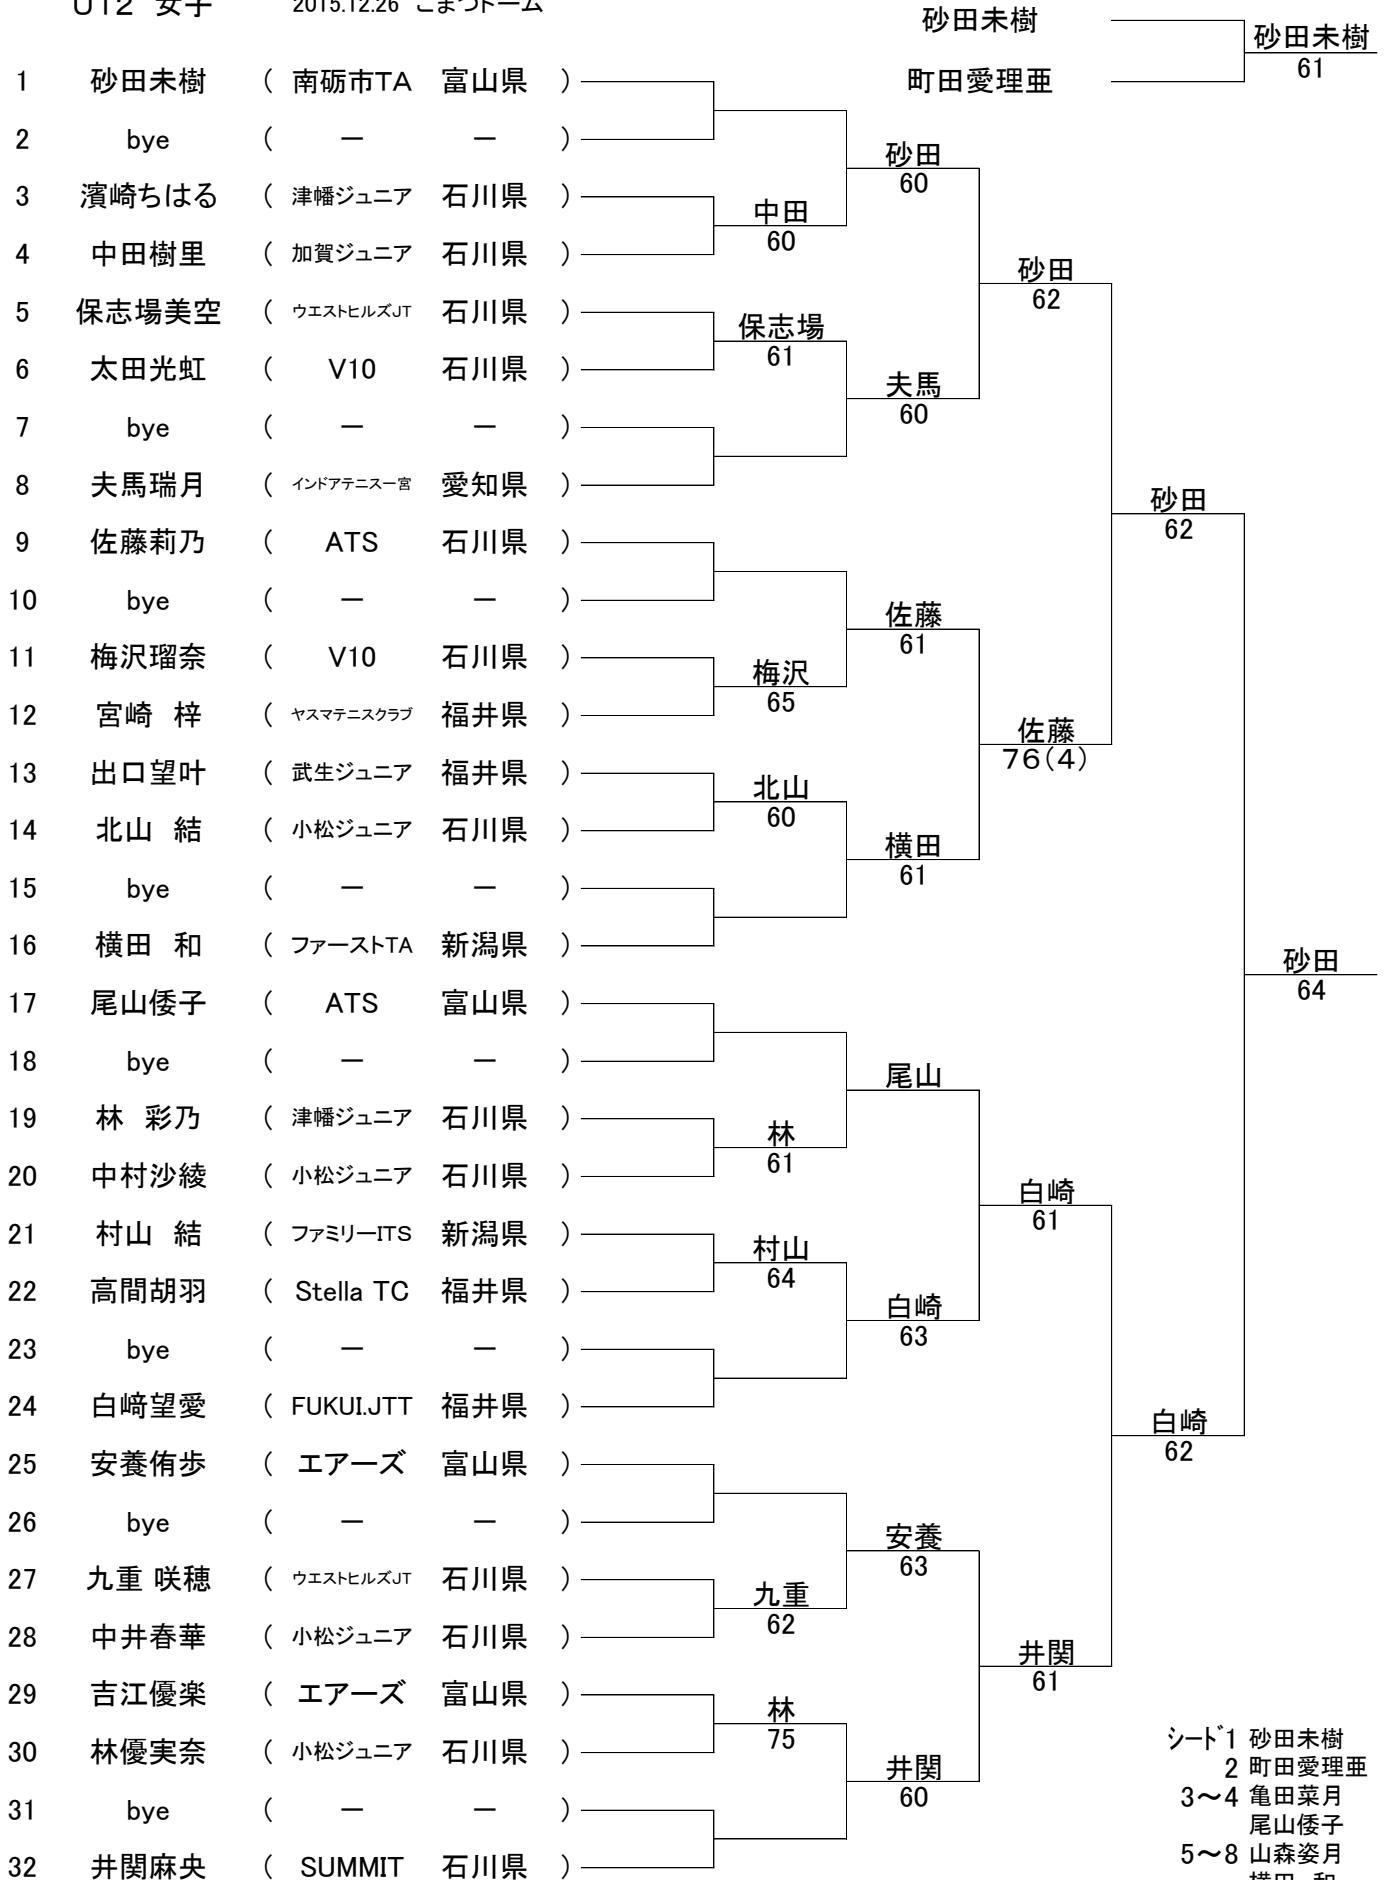 U12 女子 2015.12.26 こまつドーム
砂田未樹
砂田未樹
61
町田愛理亜
1 砂田未樹 ( 南砺市TA 富山県 )
2 bye ( ー ー )
砂田
60
3 濱崎ちはる ( 津幡ジュニア 石川県 )
中田
60
4 中田樹里 ( 加賀ジュニア 石川県 )
砂田
62
5 保志場美空 ( ウエストヒルズJT 石川県 )
保志場
61
6 太田光虹 ( V10 石川県 )
夫馬
60
7 bye ( ー ー )
8 夫馬瑞月 ( インドアテニス一宮 愛知県 )
砂田
62
9 佐藤莉乃 ( ATS 石川県 )
10 bye ( ー ー )
佐藤
61
11 梅沢瑠奈 ( V10 石川県 )
梅沢
65
12 宮崎 梓 ( ヤスマテニスクラブ 福井県 )
佐藤
76(4)
13 出口望叶 ( 武生ジュニア 福井県 )
北山
60
14 北山 結 ( 小松ジュニア 石川県 )
横田
61
15 bye ( ー ー )
16 横田 和 ( ファーストTA 新潟県 )
砂田
64
17 尾山倭子 ( ATS 富山県 )
18 bye ( ー ー )
尾山
19 林 彩乃 ( 津幡ジュニア 石川県 )
林
61
20 中村沙綾 ( 小松ジュニア 石川県 )
白崎
61
21 村山 結 ( ファミリーITS 新潟県 )
村山
64
22 高間胡羽 ( Stella TC 福井県 )
白崎
63
23 bye ( ー ー )
24 白﨑望愛 ( FUKUI.JTT 福井県 )
白崎
62
25 安養侑歩 ( エアーズ 富山県 )
26 bye ( ー ー )
安養
63
27 九重 咲穂 ( ウエストヒルズJT 石川県 )
九重
62
28 中井春華 ( 小松ジュニア 石川県 )
井関
61
29 吉江優楽 ( エアーズ 富山県 )
林
75
30 林優実奈 ( 小松ジュニア 石川県 )
井関
60
31 bye ( ー ー )
32 井関麻央 ( SUMMIT 石川県 )
シード1 砂田未樹
2 町田愛理亜
3～4 亀田菜月
尾山倭子
5～8 山森姿月
横田 和